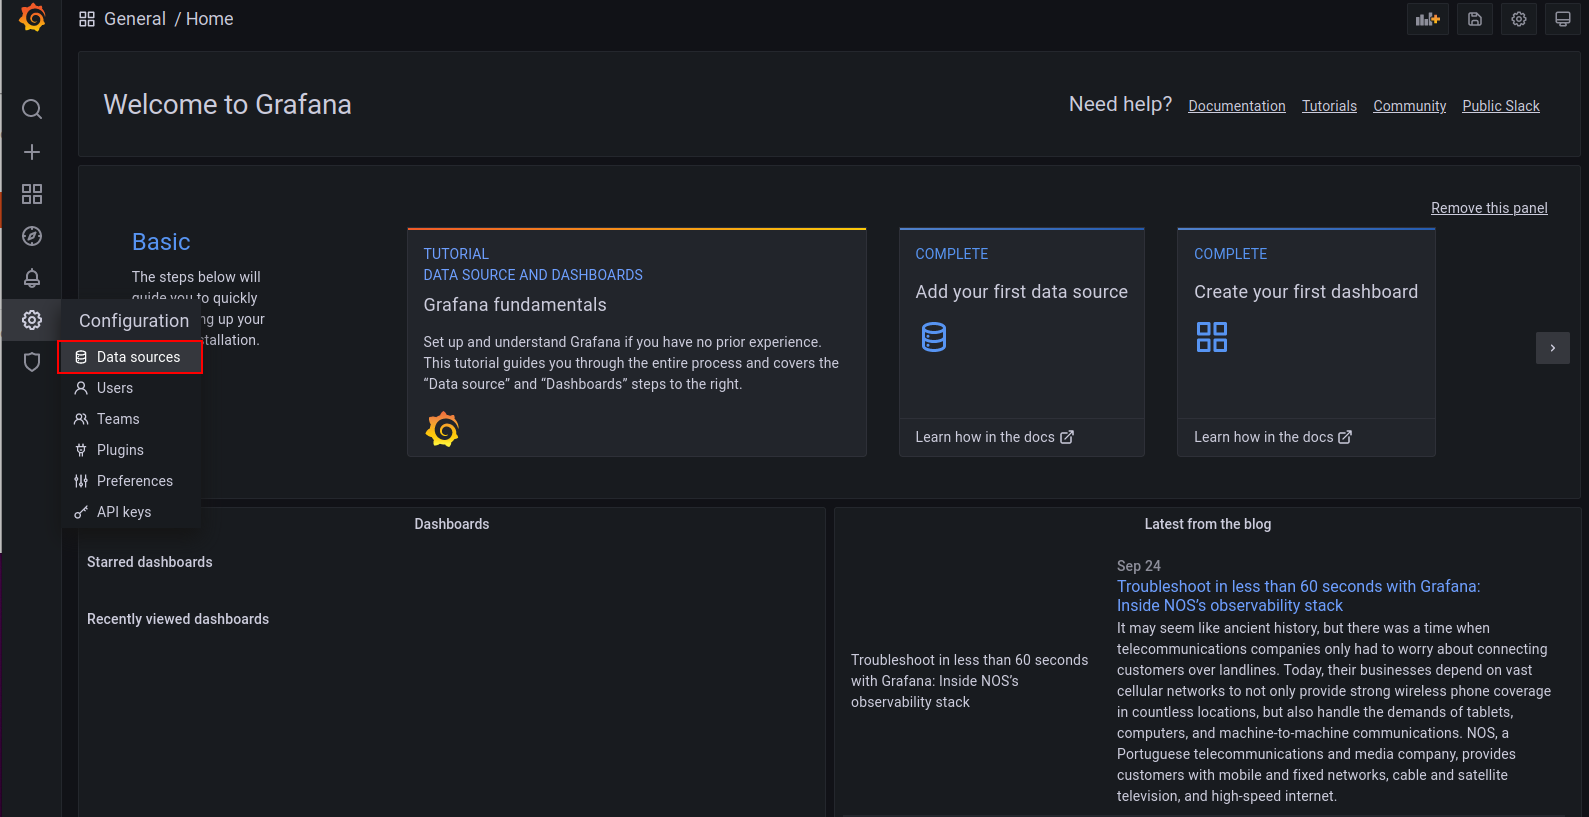 General / Home
Welcome to Grafana
Need help? Documentation Tutorials Community Public Slack
Remove this panel
Basic
The steps below will
guide you to quickly
ng up your
stallation.
TUTORIAL
DATA SOURCE AND DASHBOARDS
Grafana fundamentals
Set up and understand Grafana if you have no prior experience.
This tutorial guides you through the entire process and covers the
“Data source” and “Dashboards” steps to the right.
COMPLETE
Add your first data source
Learn how in the docs
COMPLETE
Create your first dashboard
Learn how in the docs
Configuration
Data sources
Users
Teams
Plugins
Preferences
API keys
Dashboards
Starred dashboards
Recently viewed dashboards
Latest from the blog
Troubleshoot in less than 60 seconds
with Grafana: Inside NOS’s
observability stack
Sep 24
Troubleshoot in less than 60 seconds with Grafana:
Inside NOS’s observability stack
It may seem like ancient history, but there was a time when
telecommunications companies only had to worry about connecting
customers over landlines. Today, their businesses depend on vast
cellular networks to not only provide strong wireless phone coverage
in countless locations, but also handle the demands of tablets,
computers, and machine-to-machine communications. NOS, a
Portuguese telecommunications and media company, provides
customers with mobile and fixed networks, cable and satellite
television, and high-speed internet.